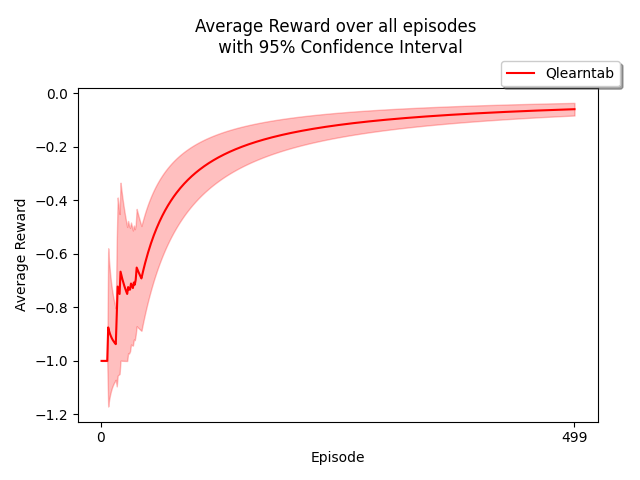 Average Reward over all episodes
with 95% Confidence Interval
Qlearntab
0.0
−0.2
−0.4
−0.6
−0.8
−1.0
−1.2
Average Reward
0
499
Episode